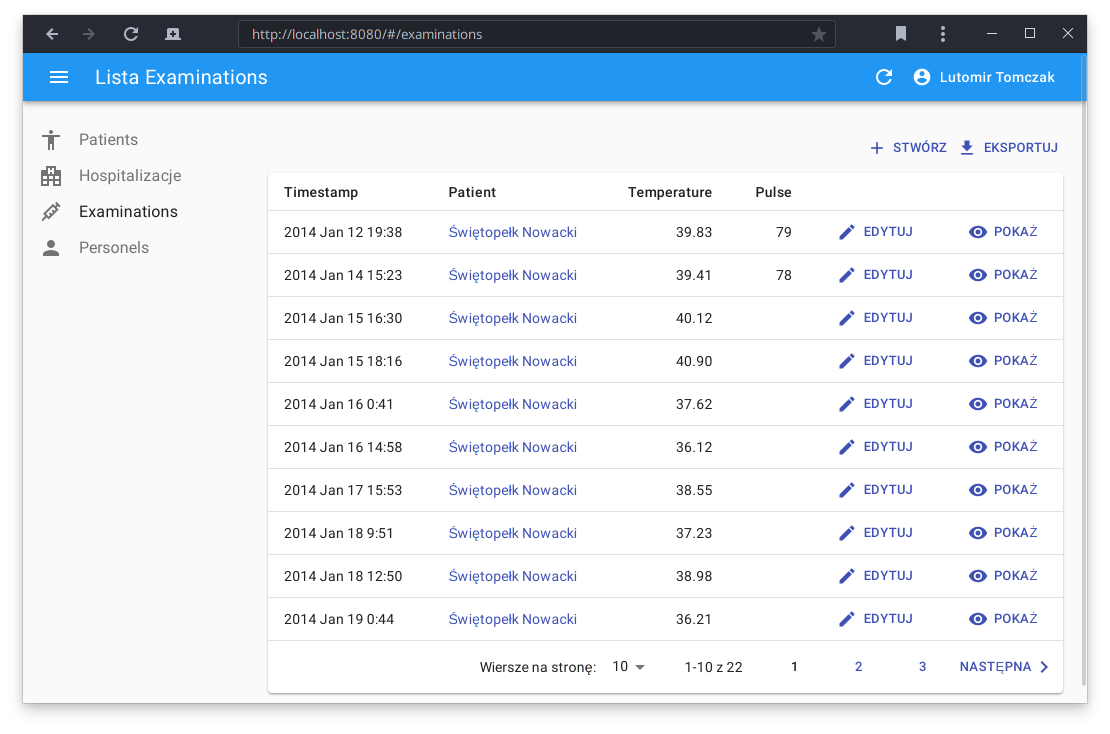 http://localhost:8080/#/examinations
Lista Examinations
Lutomir Tomczak
Patients
Hospitalizacje
Examinations
Personels
STWÓRZ EKSPORTUJ
Timestamp Patient Temperature Pulse
2014 Jan 12 19:38 Świętopełk Nowacki 39.83 79 EDYTUJ POKAŻ
2014 Jan 14 15:23 Świętopełk Nowacki 39.41 78 EDYTUJ POKAŻ
2014 Jan 15 16:30 Świętopełk Nowacki 40.12 EDYTUJ POKAŻ
2014 Jan 15 18:16 Świętopełk Nowacki 40.90 EDYTUJ POKAŻ
2014 Jan 16 0:41 Świętopełk Nowacki 37.62 EDYTUJ POKAŻ
2014 Jan 16 14:58 Świętopełk Nowacki 36.12 EDYTUJ POKAŻ
2014 Jan 17 15:53 Świętopełk Nowacki 38.55 EDYTUJ POKAŻ
2014 Jan 18 9:51 Świętopełk Nowacki 37.23 EDYTUJ POKAŻ
2014 Jan 18 12:50 Świętopełk Nowacki 38.98 EDYTUJ POKAŻ
2014 Jan 19 0:44 Świętopełk Nowacki 36.21 EDYTUJ POKAŻ
Wiersze na stronę: 10 1-10 z 22 1 2 3 NASTĘPNA